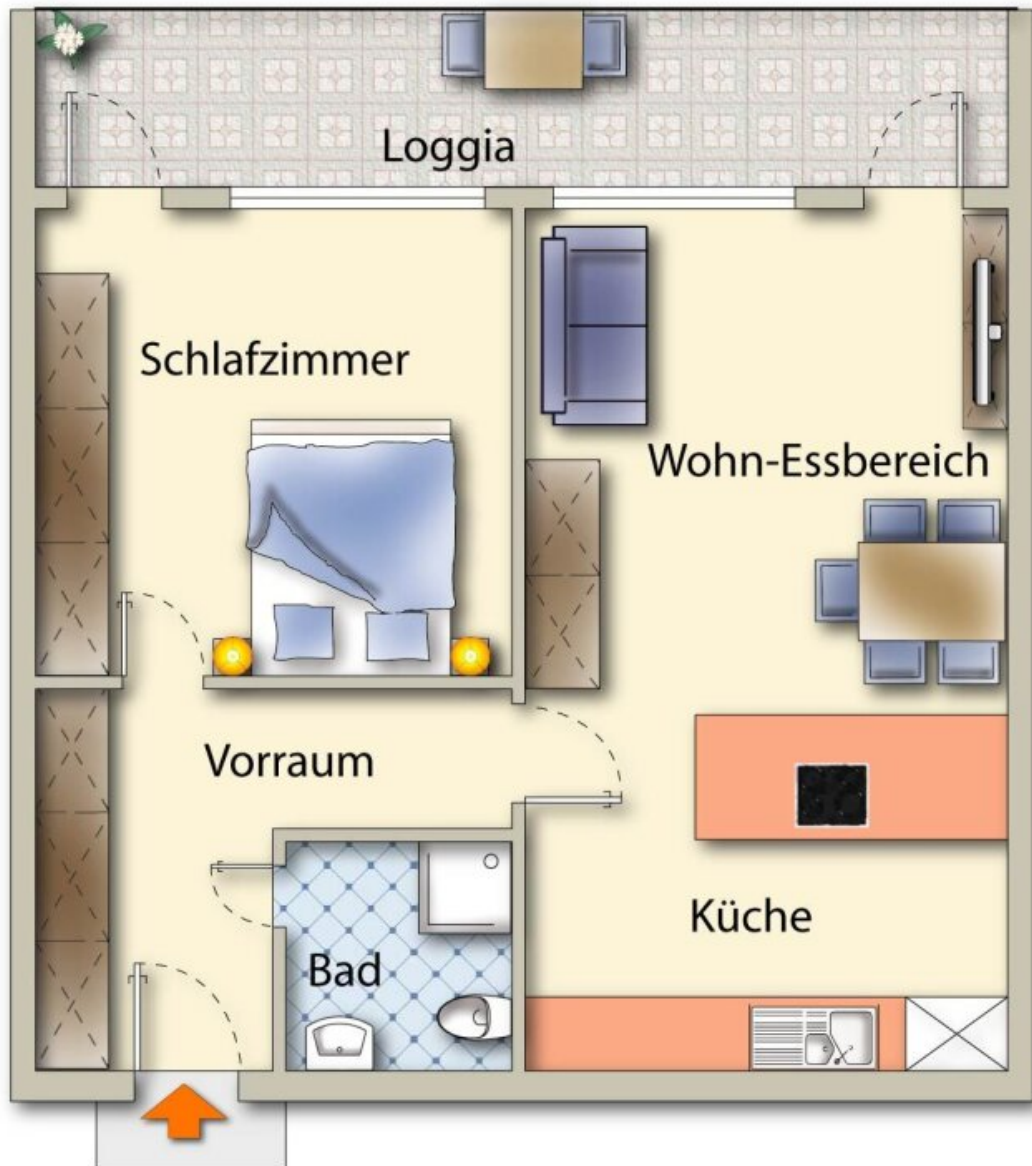 Loggia
Schlafzimmer
Wohn-Essbereich
Vorraum
Küche
Bad